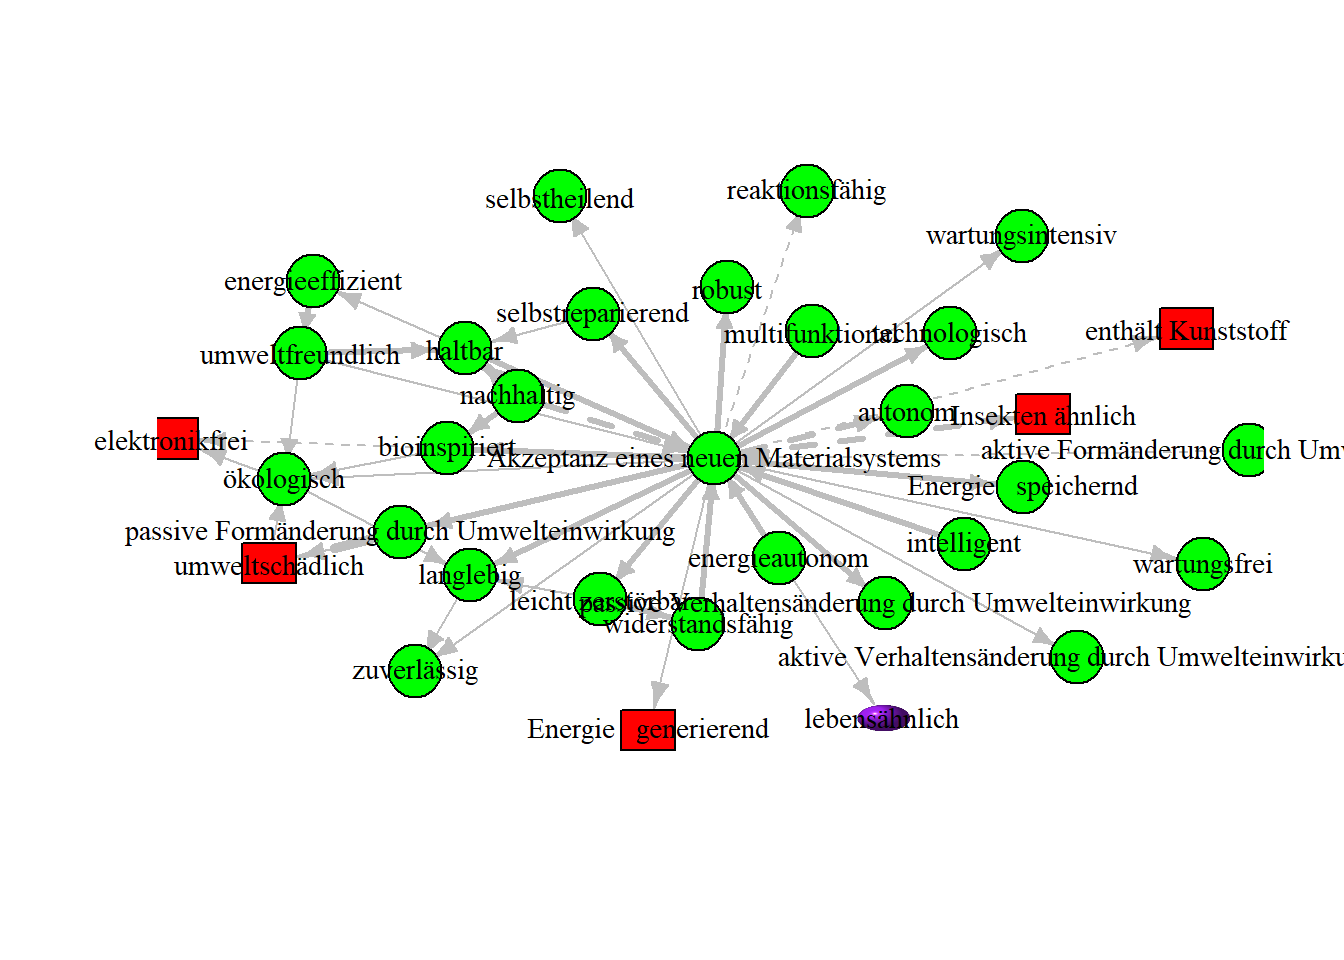 selbstheilend
reaktionsfähig
wartungsintensiv
energieeffizient
robust
selbstreparierend
multifunktional
technologisch
enthält Kunststoff
umweltfreundlich
haltbar
nachhaltig
autonom
Insekten ähnlich
elektronikfrei
bioinspiriert
Akzeptanz eines neuen Materialsystems
aktive Formänderung durch Umw
ökologisch
Energie speichernd
passive Formänderung durch Umwelteinwirkung
umweltschädlich
langlebig
energieautonom
intelligent
wartungsfrei
leicht zerstörbar
passive Verhaltensänderung durch Umwelteinwirkung
widerstandsfähig
zuverlässig
aktive Verhaltensänderung durch Umwelteinwirku
Energie generierend
lebensähnlich